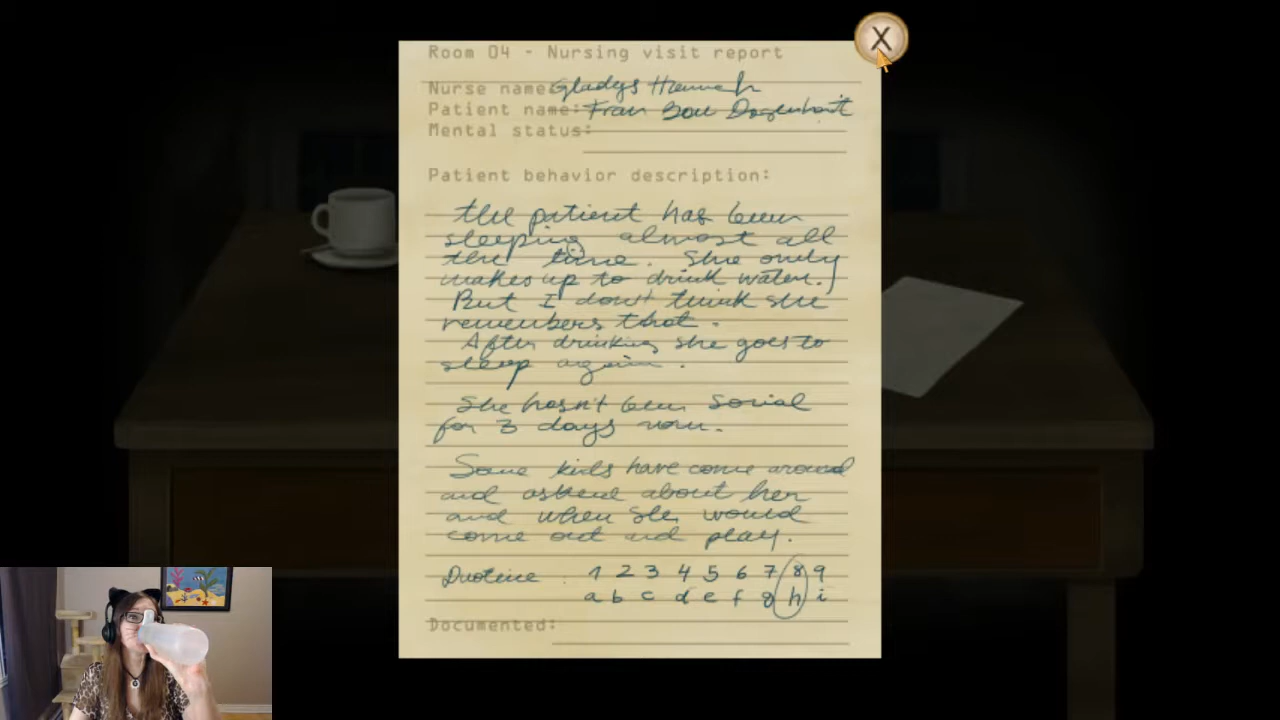 X
Room 04 - Nursing visit report
Nurse name: Gladys
Patient name: Fran Bow Dagenhart
Mental status:
Patient behavior description:
the patient has been
sleeping almost all
the time. She only
wakes up to drink water.
But I don't think she
remembers that.
After drinking she goes to
sleep again.
She hasn't been social
for 3 days now.
Some kids have come around
and asked about her
and when she would
come out and play.
Duotine : 1 2 3 4 5 6 7 8 9
a b c d e f g h i
Documented: